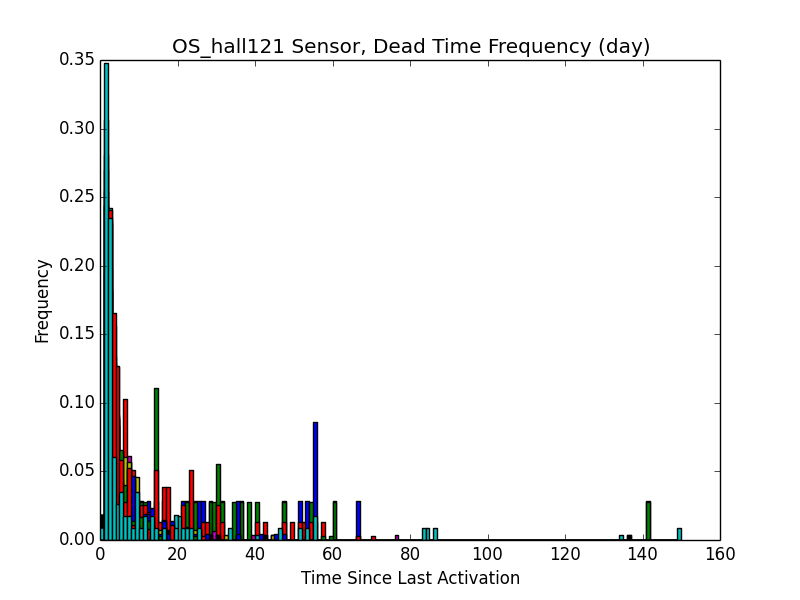 OS_hall121 Sensor, Dead Time Frequency (day)
0.35
0.30
0.25
0.20
0.15
0.10
0.05
0.00
Frequency
0 20 40 60 80 100 120 140 160
Time Since Last Activation